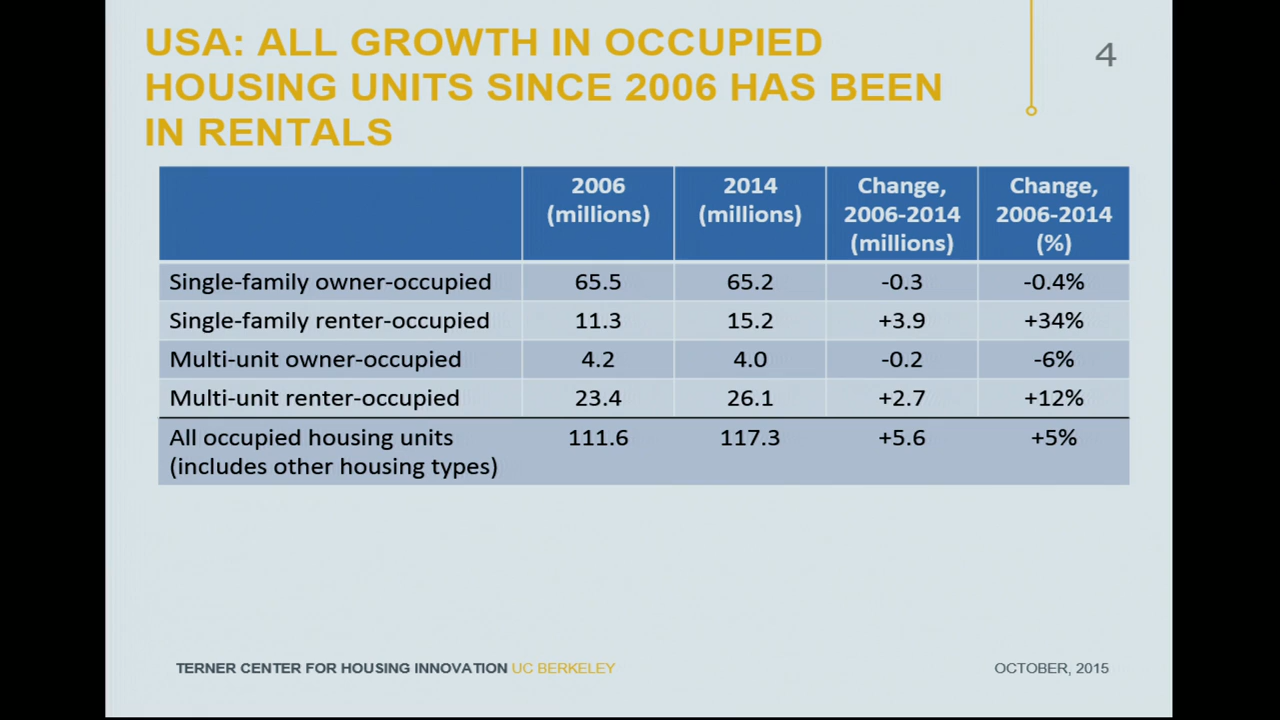 USA: ALL GROWTH IN OCCUPIED
HOUSING UNITS SINCE 2006 HAS BEEN
IN RENTALS
4
2006 (millions) 2014 (millions) Change, 2006-2014 (millions) Change, 2006-2014 (%)
Single-family owner-occupied 65.5 65.2 -0.3 -0.4%
Single-family renter-occupied 11.3 15.2 +3.9 +34%
Multi-unit owner-occupied 4.2 4.0 -0.2 -6%
Multi-unit renter-occupied 23.4 26.1 +2.7 +12%
All occupied housing units 111.6 117.3 +5.6 +5%
(includes other housing types)
TERNER CENTER FOR HOUSING INNOVATION UC BERKELEY
OCTOBER, 2015